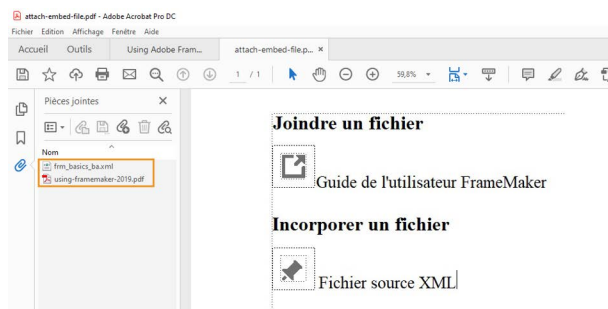 attach-embed-file.pdf - Adobe Acrobat Pro DC
Fichier Edition Affichage Fenêtre Aide
Accueil Outils Using Adobe Fram... attach-embed-file.p... ×
1 / 1 59,8%
Pièces jointes ×
Nom
frm_basics_ba.xml
using-framemaker-2019.pdf
Joindre un fichier
Guide de l'utilisateur FrameMaker
Incorporer un fichier
Fichier source XML